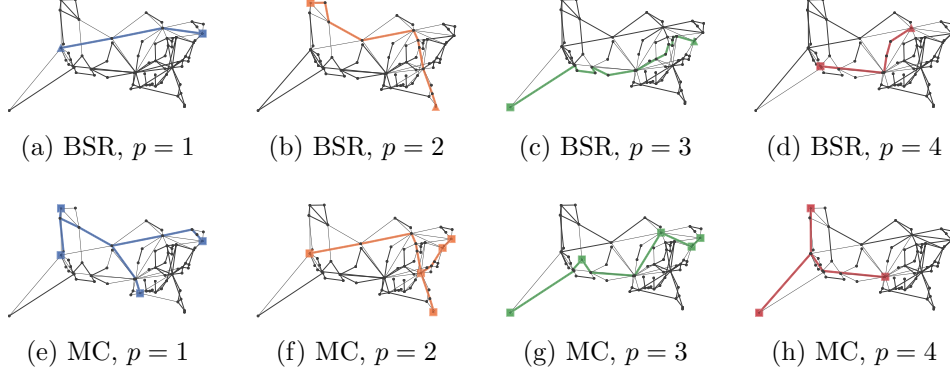 (a) BSR, p = 1
(b) BSR, p = 2
(c) BSR, p = 3
(d) BSR, p = 4
(e) MC, p = 1
(f) MC, p = 2
(g) MC, p = 3
(h) MC, p = 4